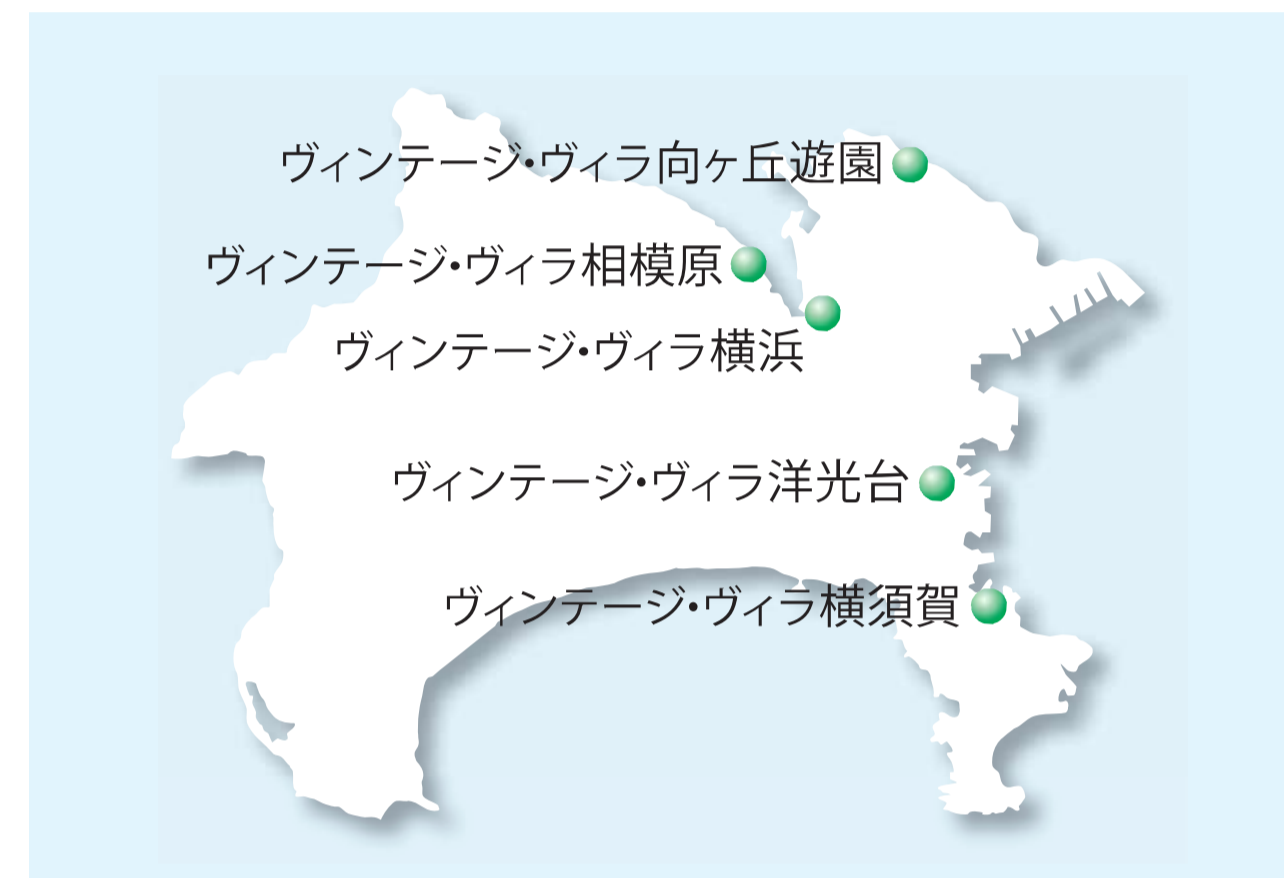 ヴィンテージ・ヴィラ向ヶ丘遊園
ヴィンテージ・ヴィラ相模原
ヴィンテージ・ヴィラ横浜
ヴィンテージ・ヴィラ洋光台
ヴィンテージ・ヴィラ横須賀